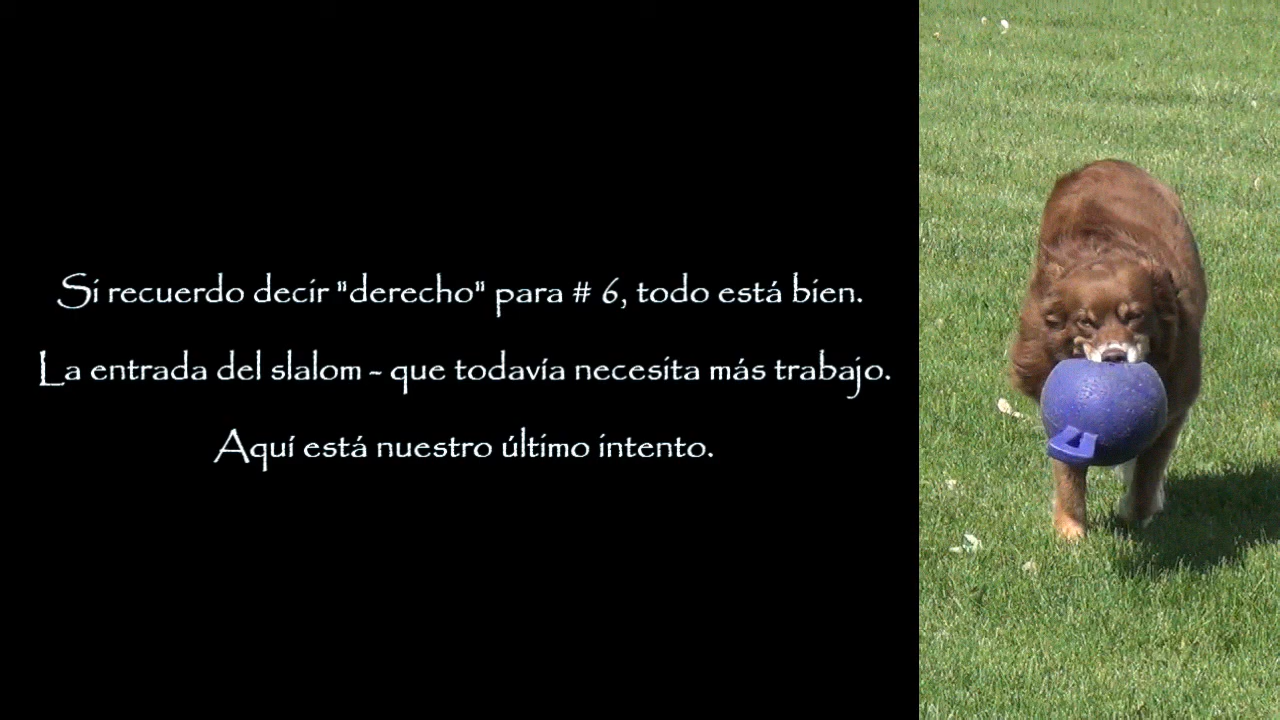 Si recuerdo decir "derecho" para # 6, todo está bien.
La entrada del slalom - que todavía necesita más trabajo.
Aquí está nuestro último intento.